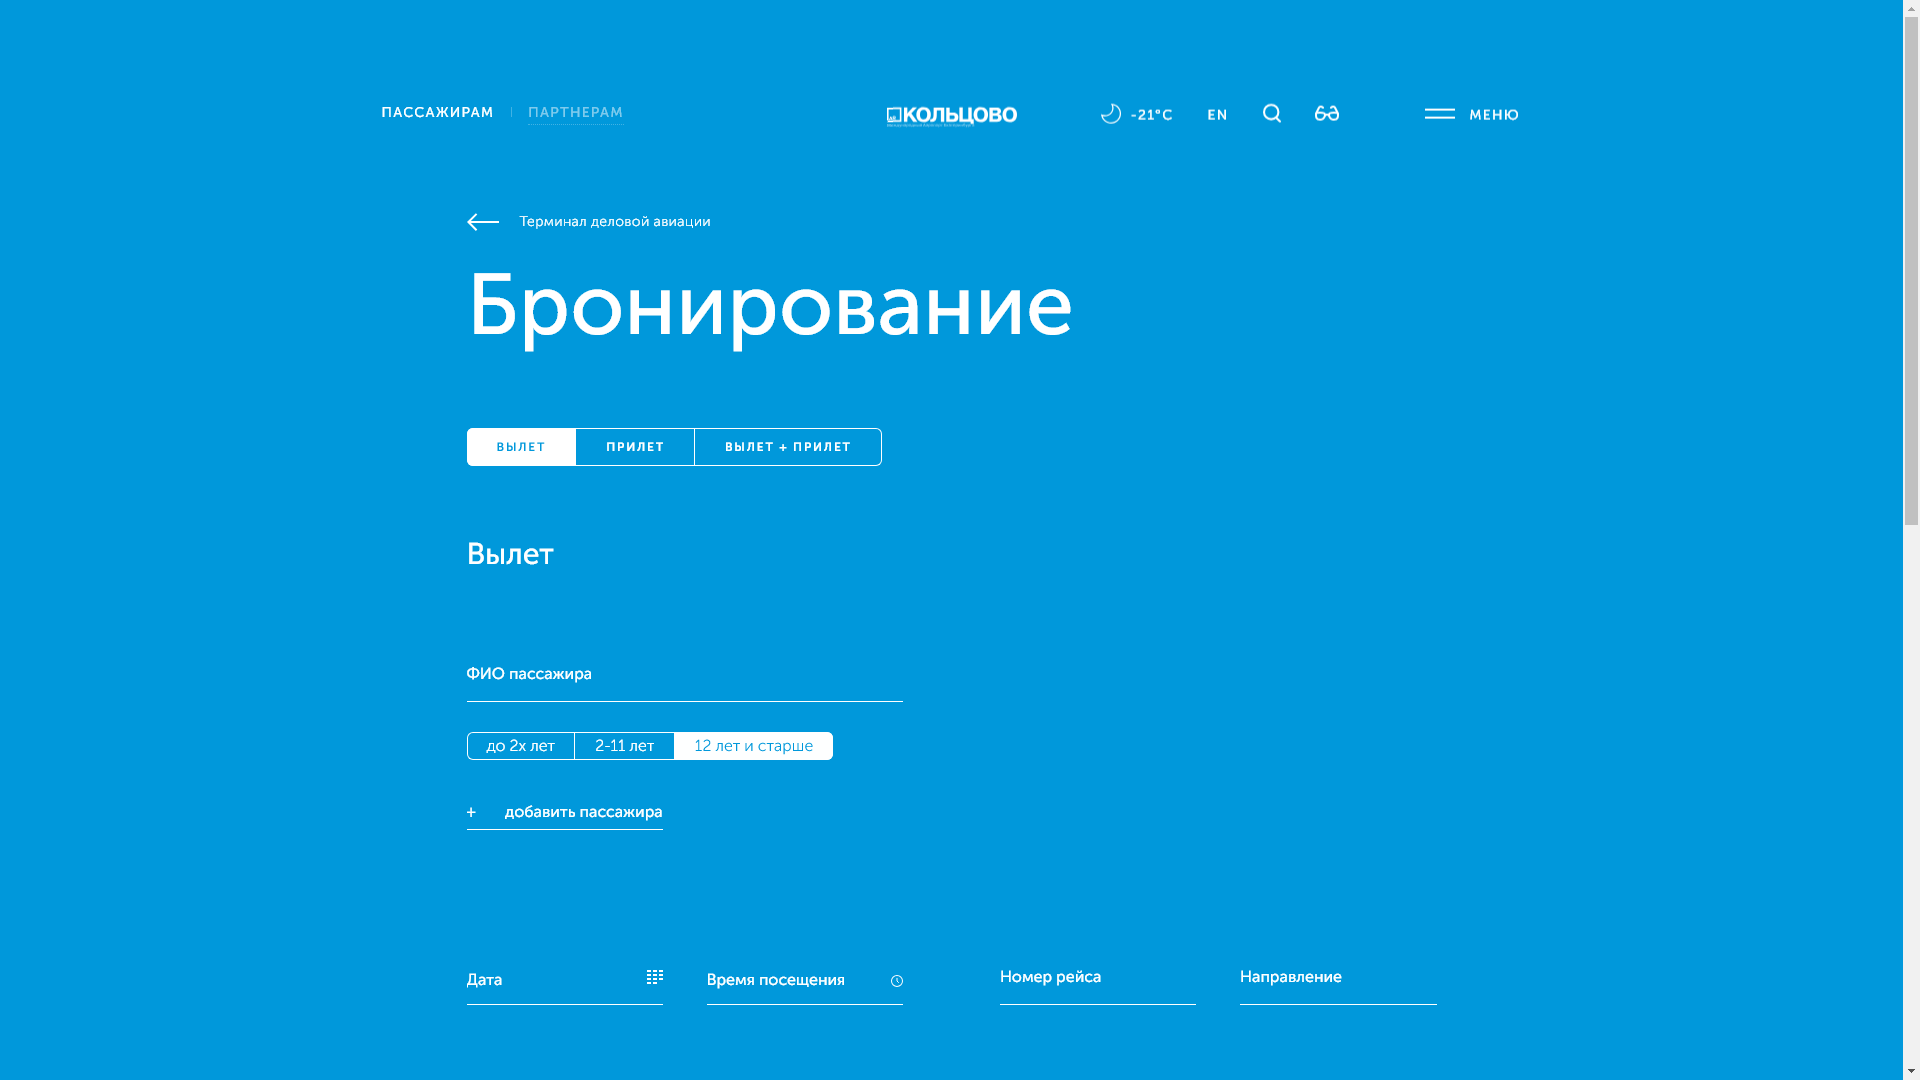 ПАССАЖИРАМ
ПАРТНЕРАМ
КОЛЬЦОВО
-21°C
EN
МЕНЮ
Терминал деловой авиации
Бронирование
ВЫЛЕТ
ПРИЛЕТ
ВЫЛЕТ + ПРИЛЕТ
Вылет
ФИО пассажира
до 2х лет
2-11 лет
12 лет и старше
+ добавить пассажира
Дата
Время посещения
Номер рейса
Направление